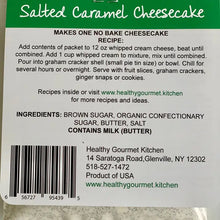 Salted Caramel Cheesecake
MAKES ONE NO BAKE CHEESECAKE
RECIPE:
Add contents of packet to 12 oz whipped cream cheese, beat until
combined. Add 1 cup whipped cream to mixture, mix until combined.
Pour into graham cracker shell (small pie tin size) or bowl. Chill for
several hours or overnight. Serve with fruit slices, graham crackers,
ginger snaps or cookies.
Recipes inside or visit www.healthygourmet.kitchen
for more recipes and ideas.
INGREDIENTS: BROWN SUGAR, ORGANIC CONFECTIONARY
SUGAR, BUTTER, SALT
CONTAINS MILK (BUTTER)
Healthy Gourmet Kitchen
14 Saratoga Road,Glenville, NY 12302
518-527-1472
Product of USA
www.healthygourmet.kitchen
6 56727 95439 5